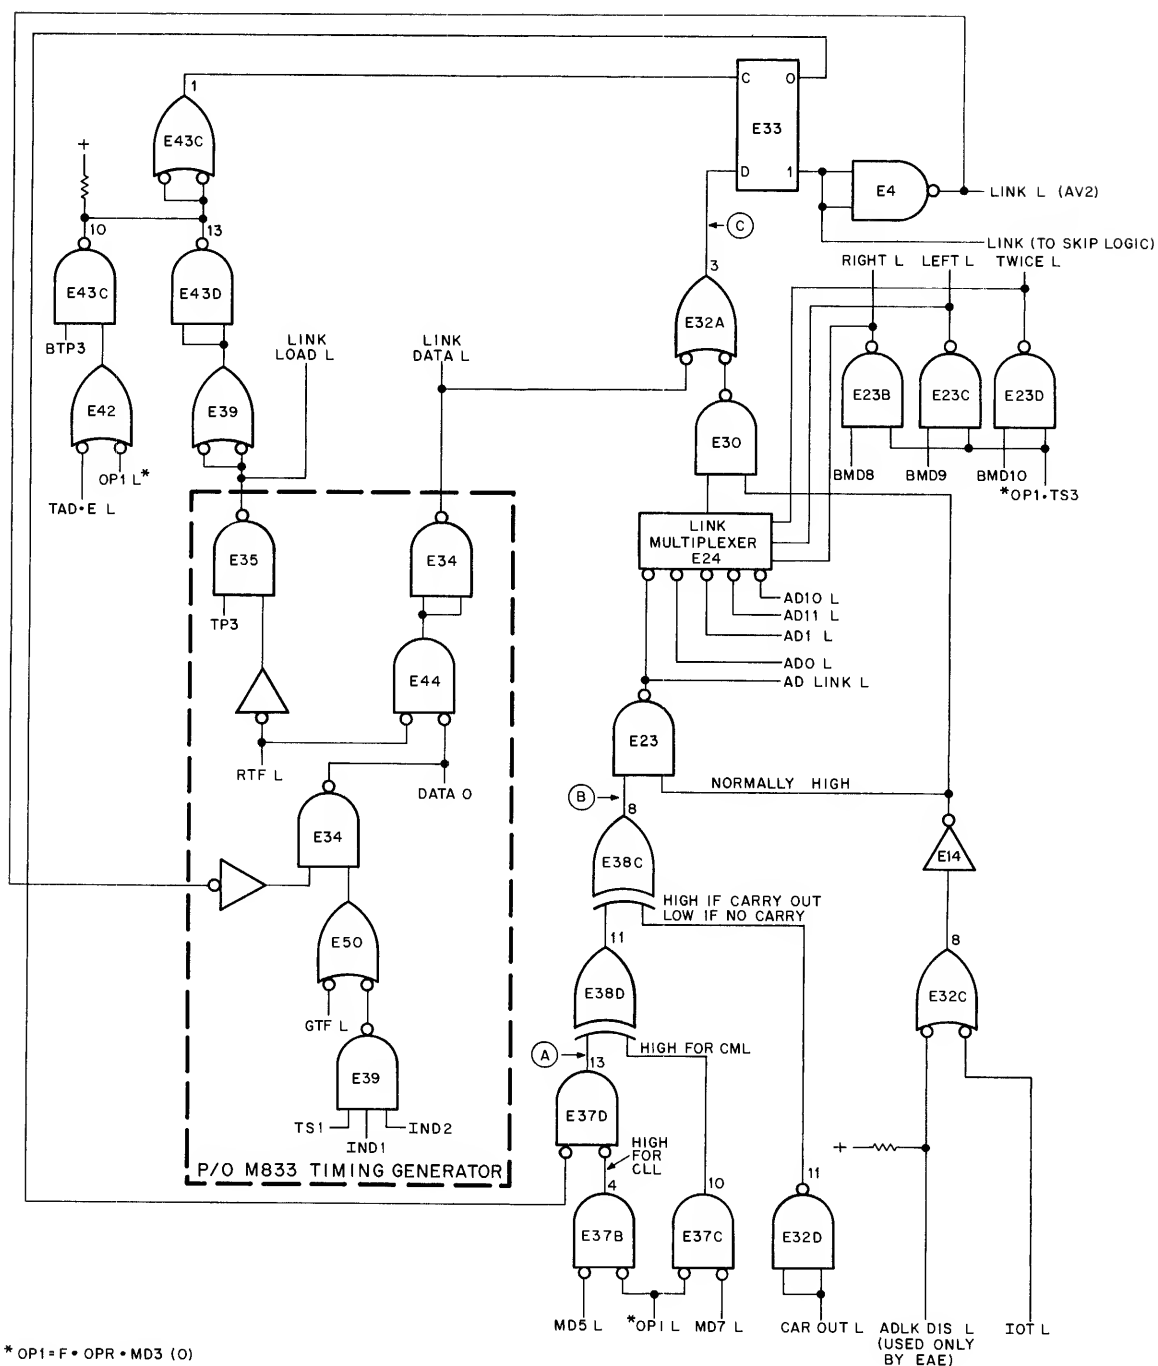 1
C
O
E43C
E33
+
D
1
E4
LINK L (AV2)
10
13
C
LINK (TO SKIP LOGIC)
RIGHT L
LEFT L
TWICE L
3
E43C
E43D
E32A
BTP3
LINK
LOAD L
LINK
DATA L
E23B
E23C
E23D
E42
E39
E30
OP1 L*
TAD•E L
BMD8
BMD9
BMD10
*OP1•TS3
LINK
MULTIPLEXER
E24
E35
E34
TP3
AD10 L
AD11 L
AD1 L
AD0 L
AD LINK L
E44
RTF L
E23
DATA 0
NORMALLY HIGH
B
8
E34
E14
E38C
HIGH IF CARRY OUT
LOW IF NO CARRY
E50
11
8
GTF L
E38D
E32C
A
13
HIGH FOR CML
E39
TS1
IND1
IND2
E37D
HIGH
FOR
CLL
+
P/O M833 TIMING GENERATOR
4
10
11
E37B
E37C
E32D
MD5 L
*OP1 L
MD7 L
CAR OUT L
ADLK DIS L
(USED ONLY
BY EAE)
IOT L
*OP1=F•OPR•MD3 (0)